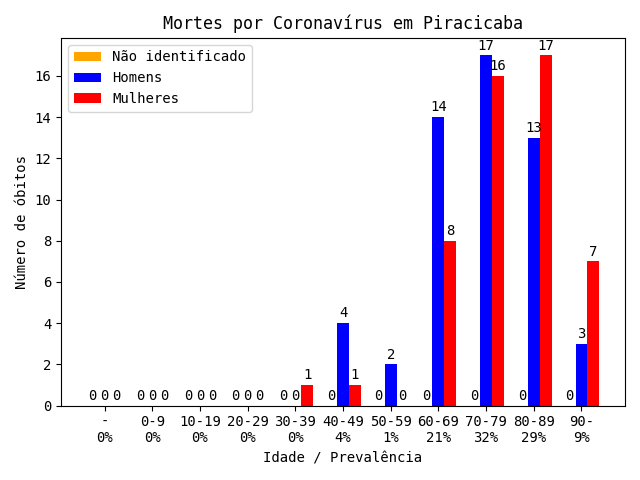 Mortes por Coronavírus em Piracicaba
Não identificado
Homens
Mulheres
Número de óbitos
16
14
12
10
8
6
4
2
0
0 0 0
0 0 0
0 0 0
0 0 0
0 0 1
0 4 1
0 2 0
0 14 8
0 17 16
0 13 17
0 3 7
- 0-9 10-19 20-29 30-39 40-49 50-59 60-69 70-79 80-89 90-
0% 0% 0% 0% 0% 4% 1% 21% 32% 29% 9%
Idade / Prevalência